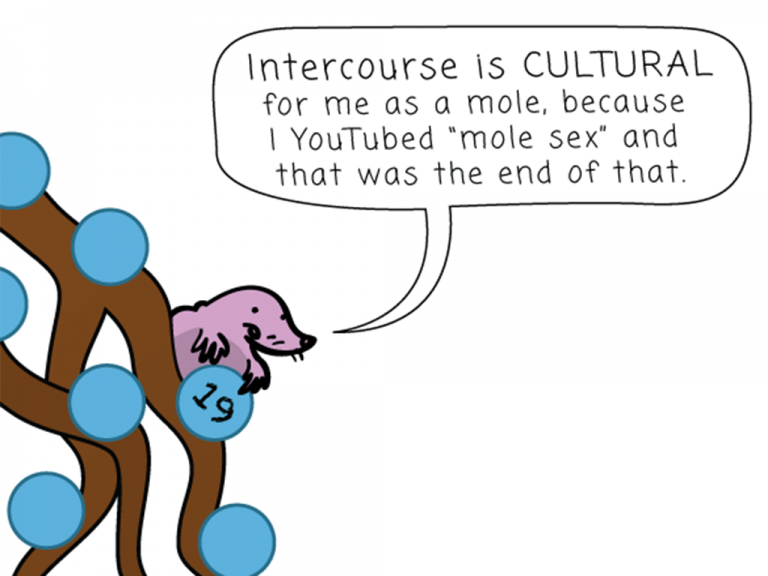 Intercourse is CULTURAL
for me as a mole, because
I YouTubed "mole sex" and
that was the end of that.
19